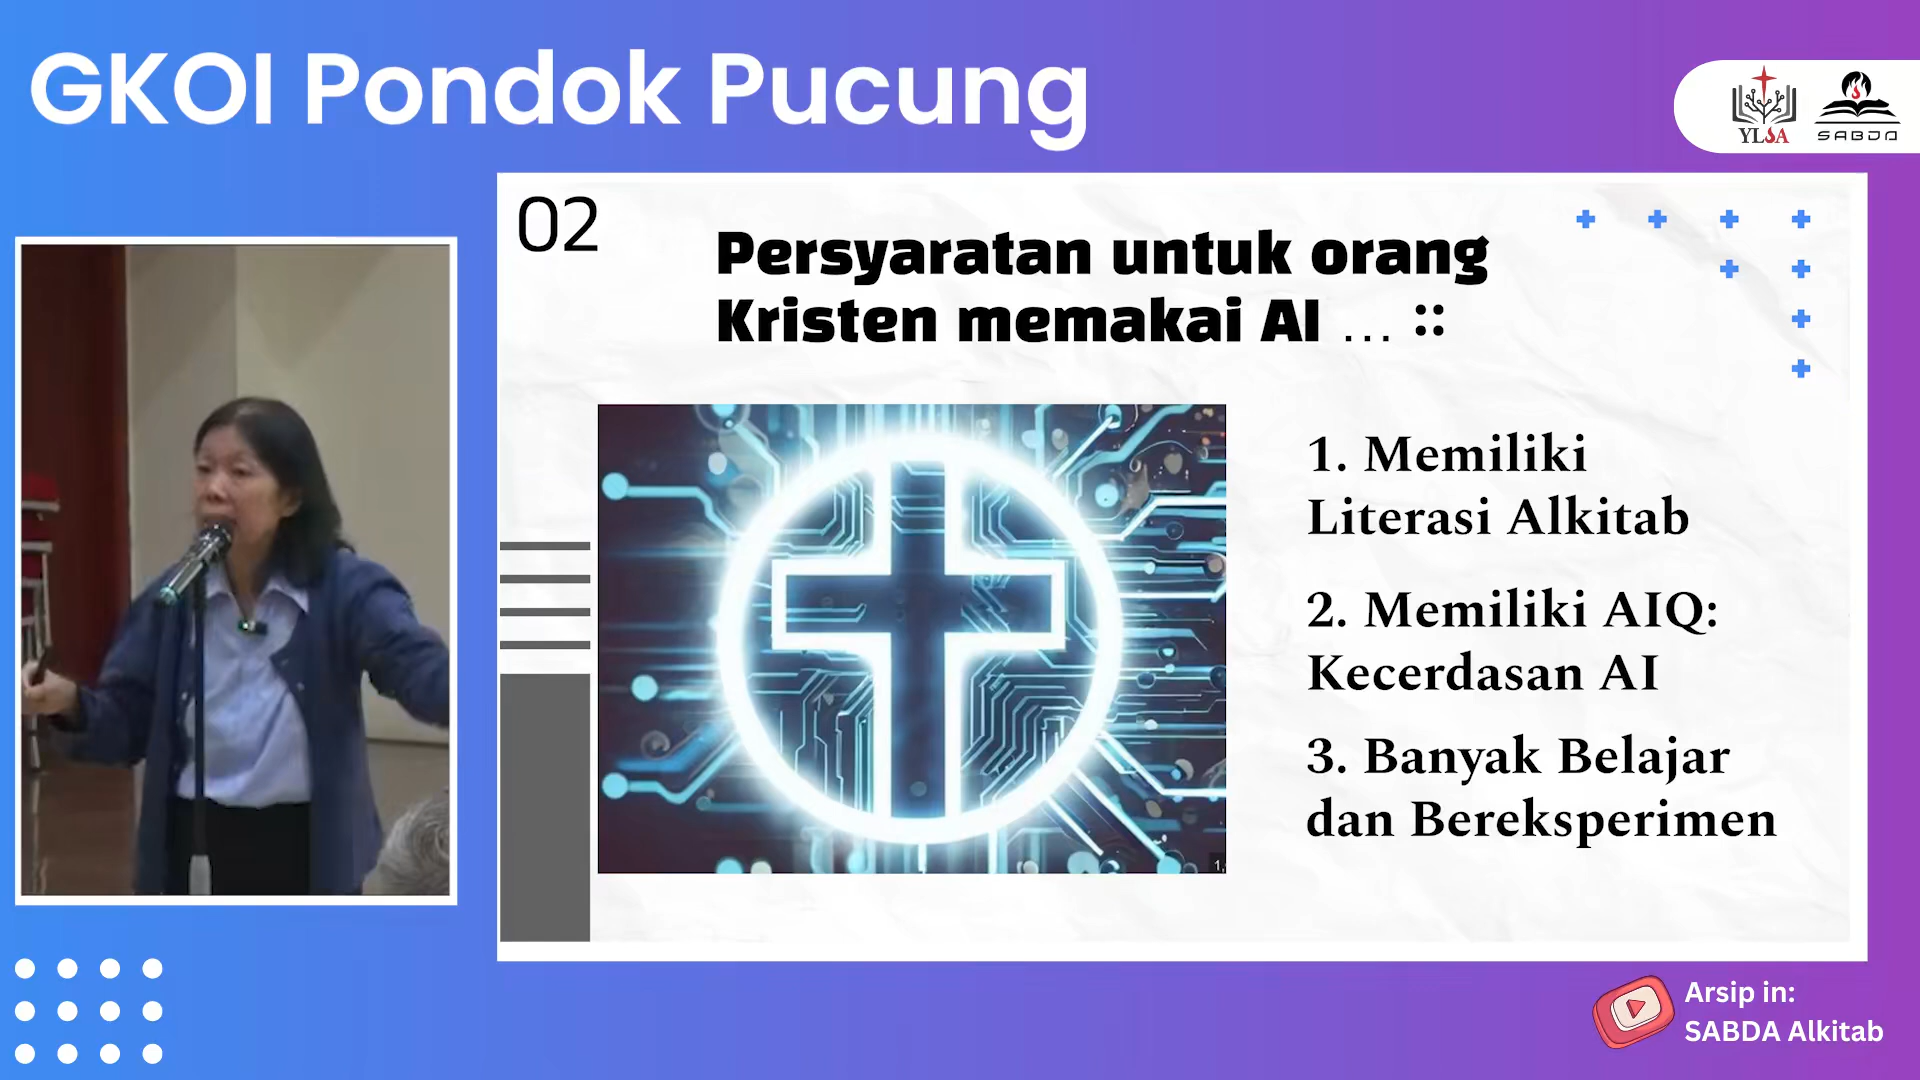 GKOI Pondok Pucung
YLSA
SABDA
02
Persyaratan untuk orang
Kristen memakai AI ... ::
1. Memiliki
Literasi Alkitab
2. Memiliki AIQ:
Kecerdasan AI
3. Banyak Belajar
dan Bereksperimen
Arsip in:
SABDA Alkitab